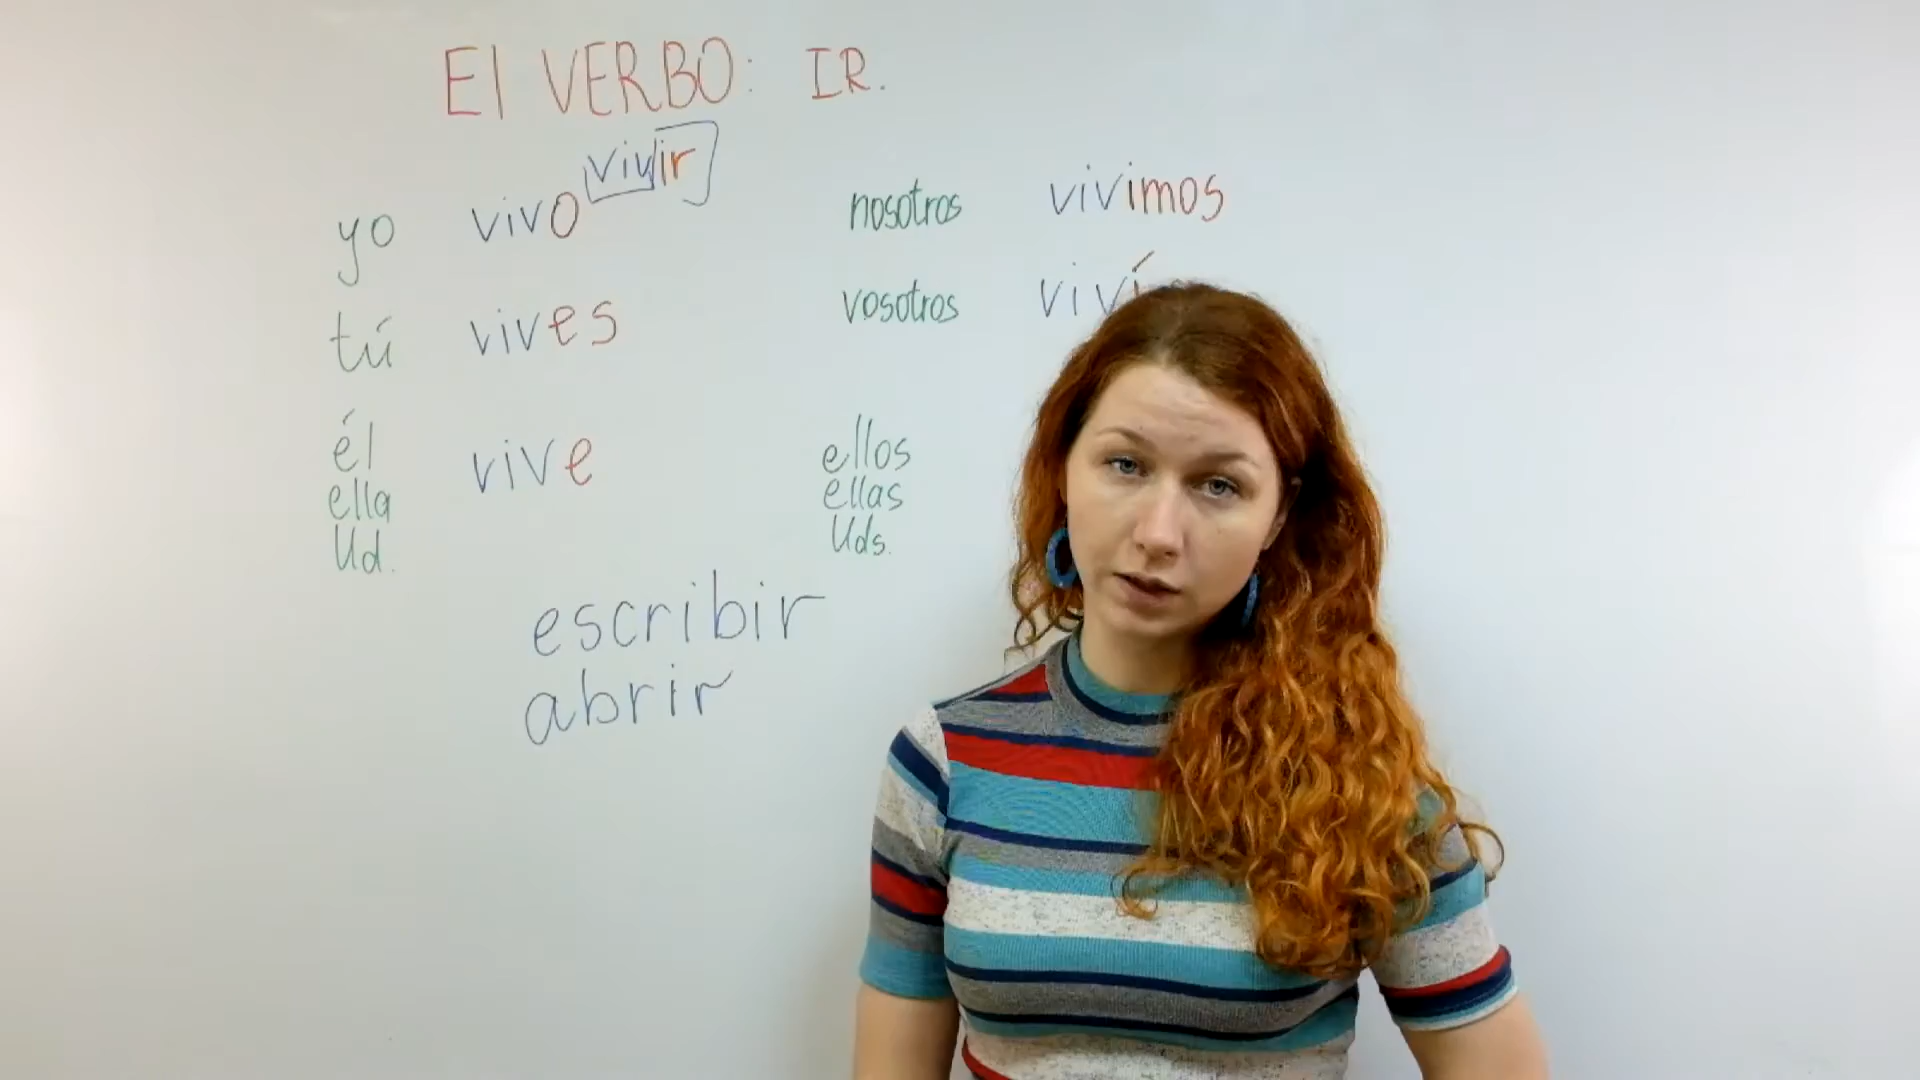 El VERBO: IR.
vivir
yo vivo
tú vives
él
ella
Ud.
vive
nosotros vivimos
vosotros
ellos
ellas
Uds.
escribir
abrir